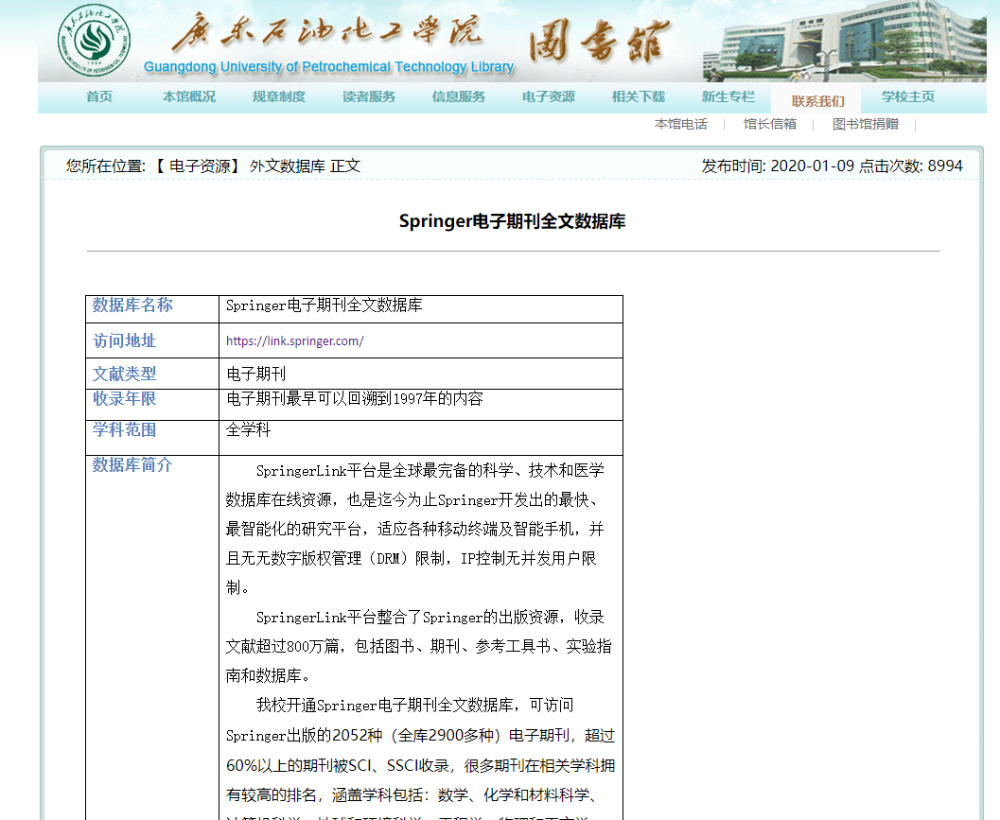 廣东石油化工學院 圖書館
Guangdong University of Petrochemical Technology Library
首页 本馆概况 规章制度 读者服务 信息服务 电子资源 相关下载 新生专栏 联系我们 学校主页
本馆电话 | 馆长信箱 | 图书馆捐赠 |
您所在位置: 【 电子资源】 外文数据库 正文 发布时间: 2020-01-09 点击次数: 8994
Springer电子期刊全文数据库
数据库名称 Springer电子期刊全文数据库
访问地址 https://link.springer.com/
文献类型 电子期刊
收录年限 电子期刊最早可以回溯到1997年的内容
学科范围 全学科
数据库简介
SpringerLink平台是全球最完备的科学、技术和医学
数据库在线资源，也是迄今为止Springer开发出的最快、
最智能化的研究平台，适应各种移动终端及智能手机，并
且无无数字版权管理（DRM）限制，IP控制无并发用户限
制。
SpringerLink平台整合了Springer的出版资源，收录
文献超过800万篇，包括图书、期刊、参考工具书、实验指
南和数据库。
我校开通Springer电子期刊全文数据库，可访问
Springer出版的2052种（全库2900多种）电子期刊，超过
60%以上的期刊被SCI、SSCI收录，很多期刊在相关学科拥
有较高的排名，涵盖学科包括：数学、化学和材料科学、